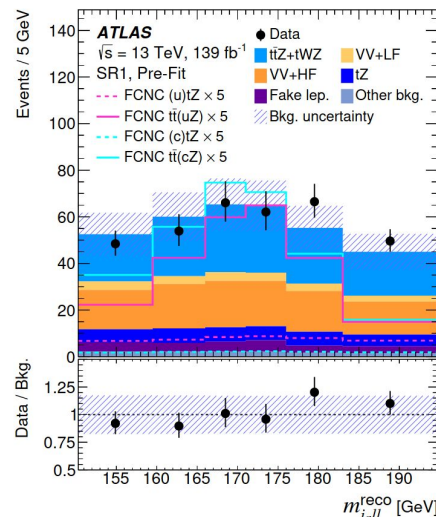 Events / 5 GeV
140
120
100
80
60
40
20
0
ATLAS
√s = 13 TeV, 139 fb⁻¹
SR1, Pre-Fit
FCNC (u)tZ × 5
FCNC tt̄(uZ) × 5
FCNC (c)tZ × 5
FCNC tt̄(cZ) × 5
Data
tt̄Z+tWZ
VV+LF
VV+HF
tZ
Fake lep.
Other bkg.
Bkg. uncertainty
Data / Bkg.
1.25
1
0.75
0.5
155 160 165 170 175 180 185 190
m_{j-ll}^{reco} [GeV]